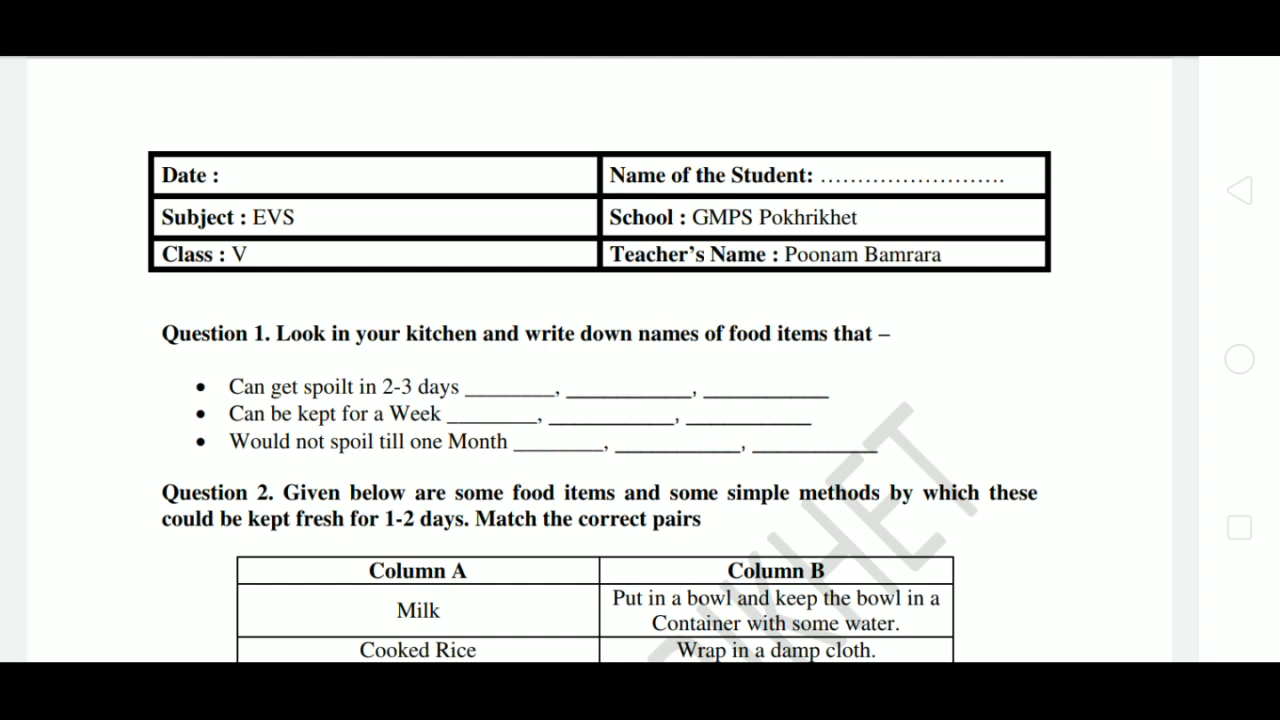 Date :
Name of the Student: ……………………
Subject : EVS
School : GMPS Pokhrikhet
Class : V
Teacher's Name : Poonam Bamrara
Question 1. Look in your kitchen and write down names of food items that –
• Can get spoilt in 2-3 days ________, ___________, ___________
• Can be kept for a Week ________, ___________, ___________
• Would not spoil till one Month ________, ___________, ___________
Question 2. Given below are some food items and some simple methods by which these
could be kept fresh for 1-2 days. Match the correct pairs
Column A
Column B
Milk
Put in a bowl and keep the bowl in a
Container with some water.
Cooked Rice
Wrap in a damp cloth.